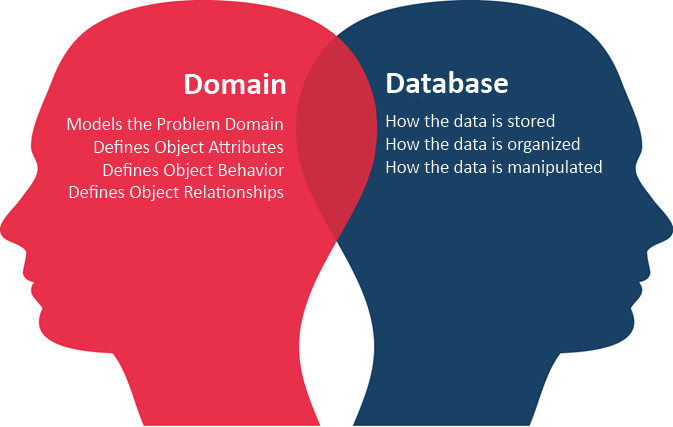 Domain
Models the Problem Domain
Defines Object Attributes
Defines Object Behavior
Defines Object Relationships
Database
How the data is stored
How the data is organized
How the data is manipulated